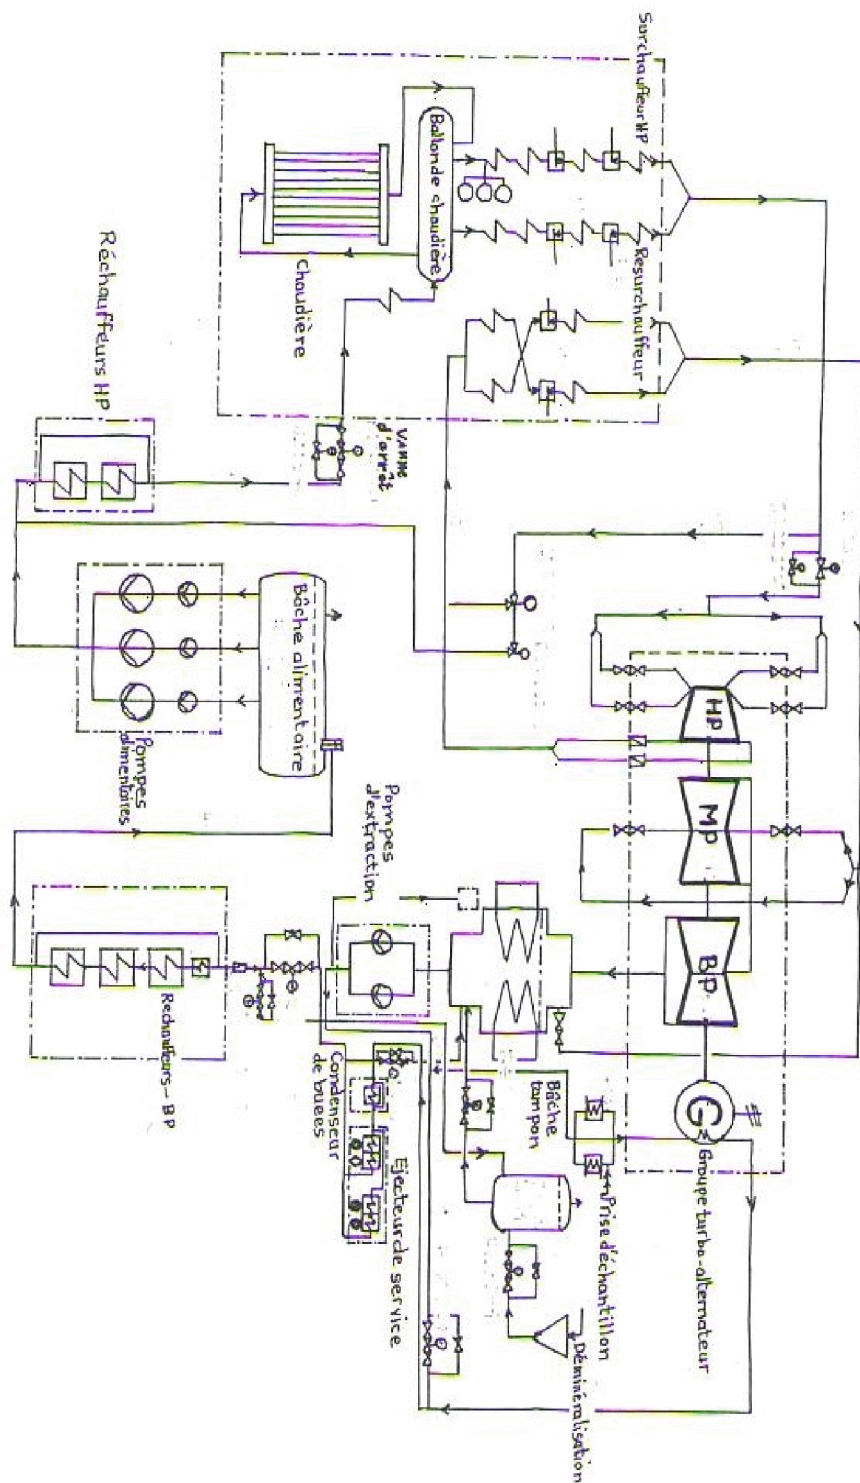 Surchauffeur HP
Ballon de chaudière
Resurchauffeur
Chaudière
Réchauffeurs HP
Vanne
d'arrêt
Bâche alimentaire
Pompes
alimentaires
HP
MP
BP
G
Groupe turbo-alternateur
Pompes
d'extraction
Rechauffeurs-BP
Condenseur
de buées
Ejecteur de service
Bâche
tampon
Prise d'échantillon
Déminéralisation